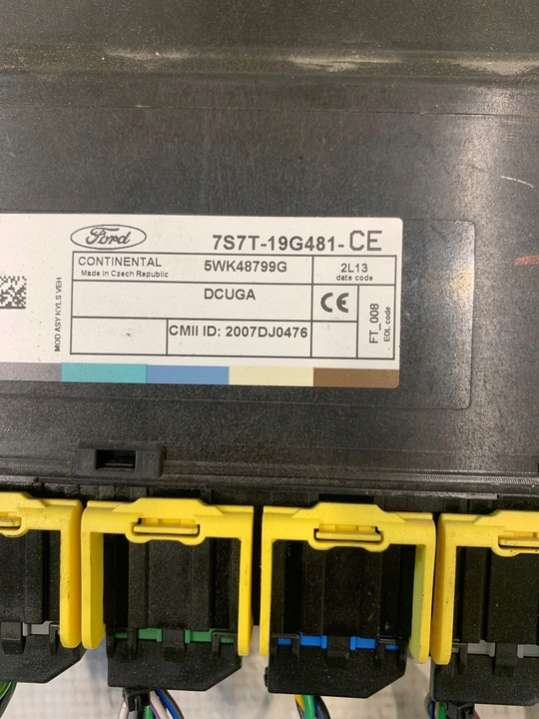 Ford
7S7T-19G481-CE
CONTINENTAL
Made in Czech Republic
5WK48799G
2L13
date code
DCUGA
CE
CMII ID: 2007DJ0476
FT_008
EOL code
MOD ASY KYLS VEH